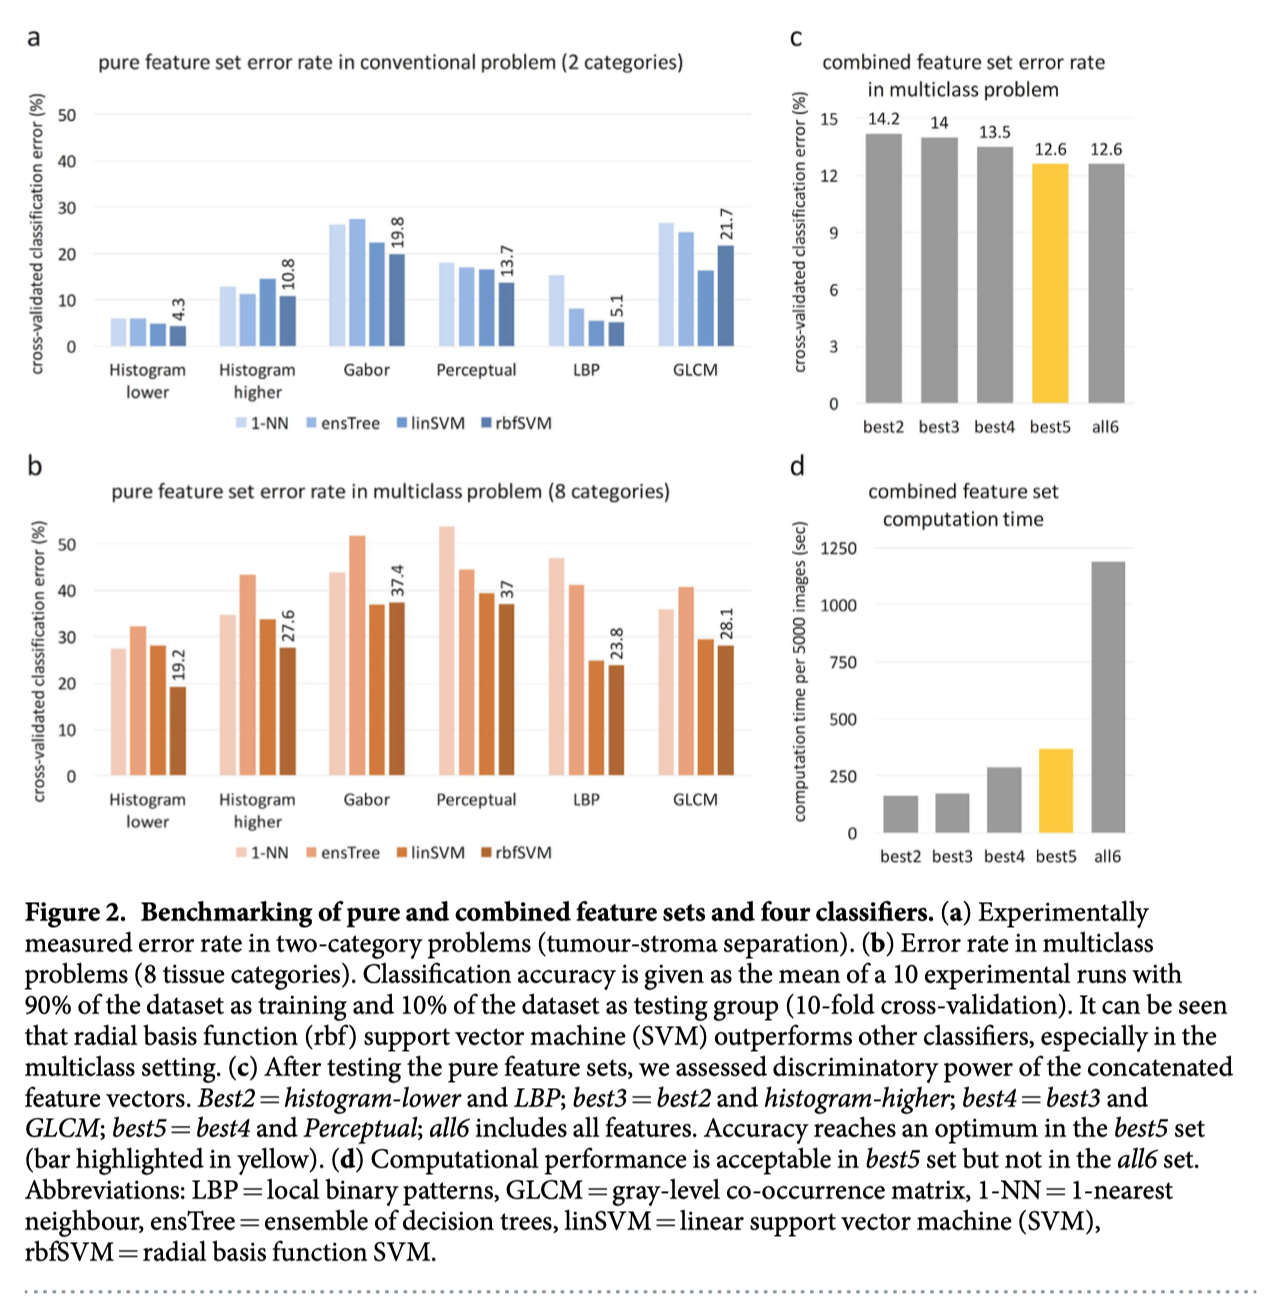 a
pure feature set error rate in conventional problem (2 categories)
cross-validated classification error (%)
50
40
30
20
10
0
4.3
10.8
19.8
13.7
5.1
21.7
Histogram lower
Histogram higher
Gabor
Perceptual
LBP
GLCM
1-NN ensTree linSVM rbfSVM
b
pure feature set error rate in multiclass problem (8 categories)
cross-validated classification error (%)
50
40
30
20
10
0
19.2
27.6
37.4
37
23.8
28.1
Histogram lower
Histogram higher
Gabor
Perceptual
LBP
GLCM
1-NN ensTree linSVM rbfSVM
c
combined feature set error rate
in multiclass problem
cross-validated classification error (%)
15
12
9
6
3
0
14.2
14
13.5
12.6
12.6
best2 best3 best4 best5 all6
d
combined feature set
computation time
computation time per 5000 images (sec)
1250
1000
750
500
250
0
best2 best3 best4 best5 all6
Figure 2. Benchmarking of pure and combined feature sets and four classifiers. (a) Experimentally
measured error rate in two-category problems (tumour-stroma separation). (b) Error rate in multiclass
problems (8 tissue categories). Classification accuracy is given as the mean of a 10 experimental runs with
90% of the dataset as training and 10% of the dataset as testing group (10-fold cross-validation). It can be seen
that radial basis function (rbf) support vector machine (SVM) outperforms other classifiers, especially in the
multiclass setting. (c) After testing the pure feature sets, we assessed discriminatory power of the concatenated
feature vectors. Best2 = histogram-lower and LBP; best3 = best2 and histogram-higher; best4 = best3 and
GLCM; best5 = best4 and Perceptual; all6 includes all features. Accuracy reaches an optimum in the best5 set
(bar highlighted in yellow). (d) Computational performance is acceptable in best5 set but not in the all6 set.
Abbreviations: LBP = local binary patterns, GLCM = gray-level co-occurrence matrix, 1-NN = 1-nearest
neighbour, ensTree = ensemble of decision trees, linSVM = linear support vector machine (SVM),
rbfSVM = radial basis function SVM.